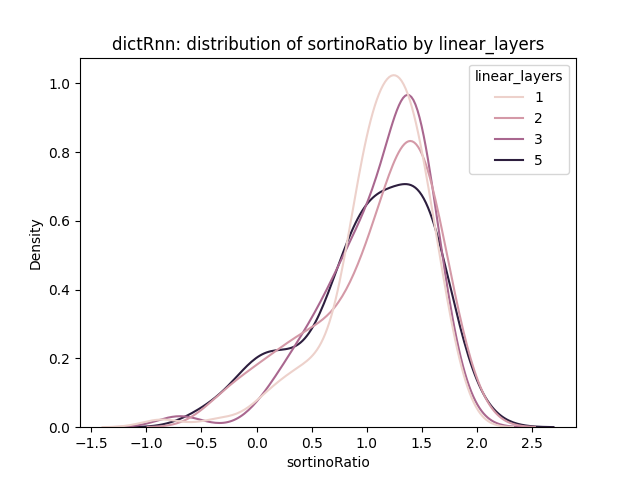 dictRnn: distribution of sortinoRatio by linear_layers
linear_layers
1
2
3
5
Density
1.0
0.8
0.6
0.4
0.2
0.0
−1.5 −1.0 −0.5 0.0 0.5 1.0 1.5 2.0 2.5
sortinoRatio